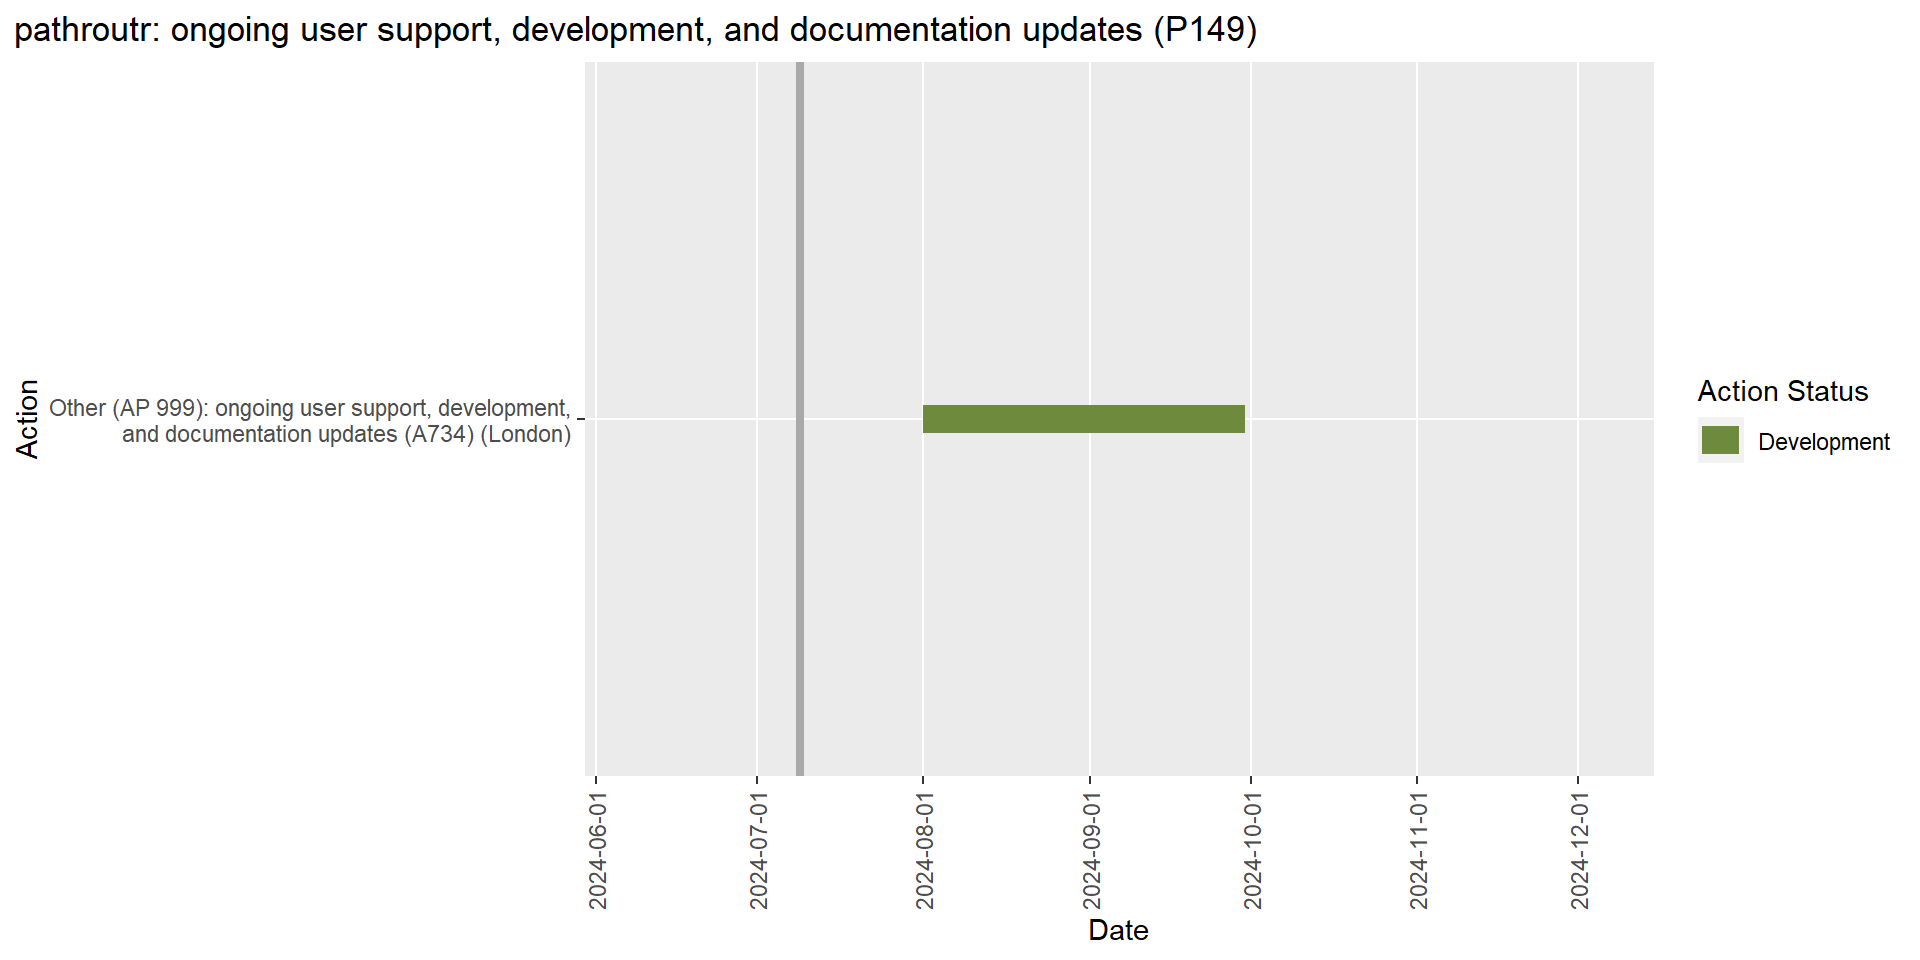 pathroutr: ongoing user support, development, and documentation updates (P149)
Action
Other (AP 999): ongoing user support, development,
and documentation updates (A734) (London)
Action Status
Development
2024-06-01
2024-07-01
2024-08-01
2024-09-01
2024-10-01
2024-11-01
2024-12-01
Date